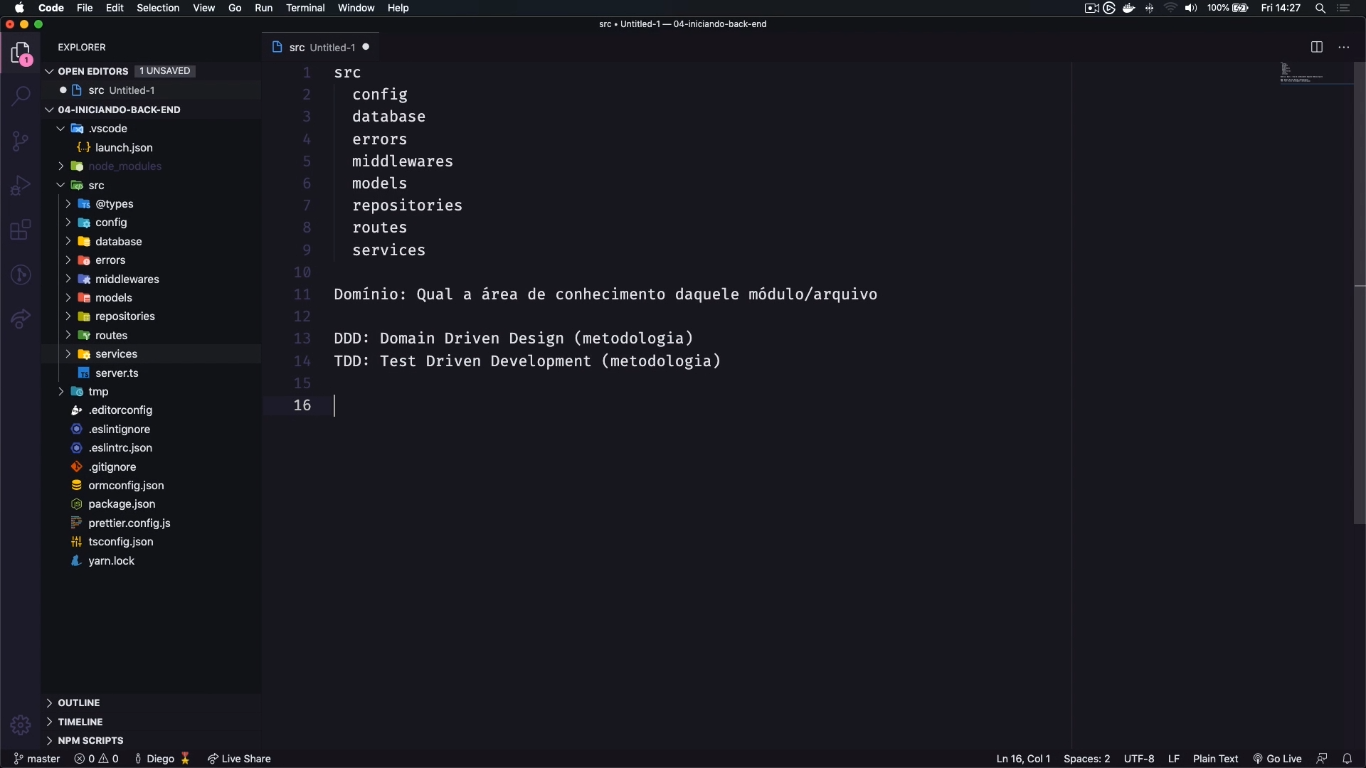 Code File Edit Selection View Go Run Terminal Window Help 100% Fri 14:27
src • Untitled-1 — 04-iniciando-back-end
EXPLORER
src Untitled-1
OPEN EDITORS 1 UNSAVED
src Untitled-1
04-INICIANDO-BACK-END
.vscode
launch.json
node_modules
src
@types
config
database
errors
middlewares
models
repositories
routes
services
server.ts
tmp
.editorconfig
.eslintignore
.eslintrc.json
.gitignore
ormconfig.json
package.json
prettier.config.js
tsconfig.json
yarn.lock
OUTLINE
TIMELINE
NPM SCRIPTS
1 src
2 config
3 database
4 errors
5 middlewares
6 models
7 repositories
8 routes
9 services
10
11 Domínio: Qual a área de conhecimento daquele módulo/arquivo
12
13 DDD: Domain Driven Design (metodologia)
14 TDD: Test Driven Development (metodologia)
15
16
1
master 0 0 Diego Live Share Ln 16, Col 1 Spaces: 2 UTF-8 LF Plain Text Go Live